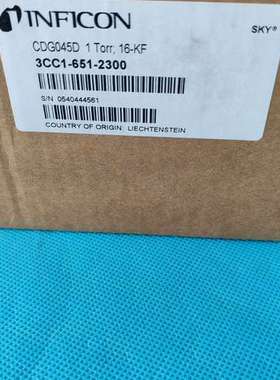 INFICON
SKY®
CDG045D 1 Torr, 16-KF
3CC1-651-2300
S/N 0540444561
COUNTRY OF ORIGIN: LIECHTENSTEIN